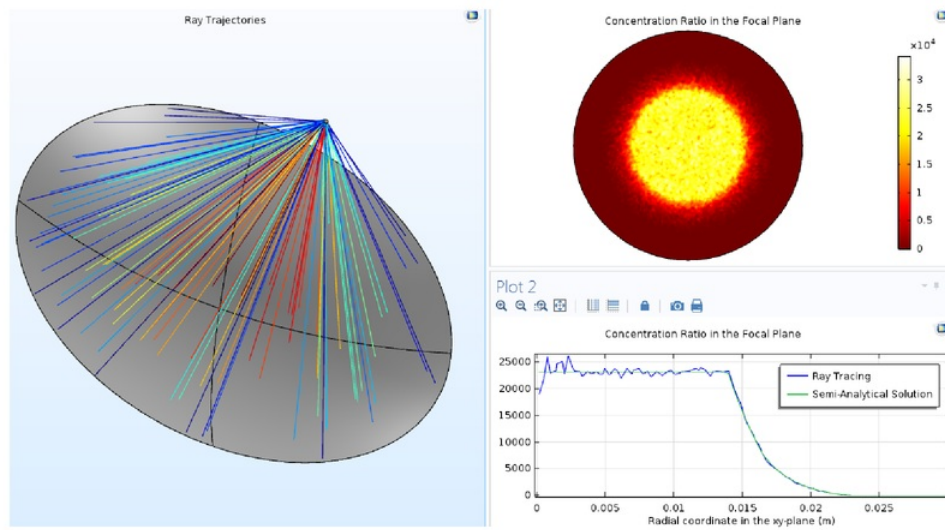 Ray Trajectories
Concentration Ratio in the Focal Plane
×10⁴
3
2.5
2
1.5
1
0.5
0
Plot 2
Concentration Ratio in the Focal Plane
25000
20000
15000
10000
5000
0
Ray Tracing
Semi-Analytical Solution
0 0.005 0.01 0.015 0.02 0.025
Radial coordinate in the xy-plane (m)